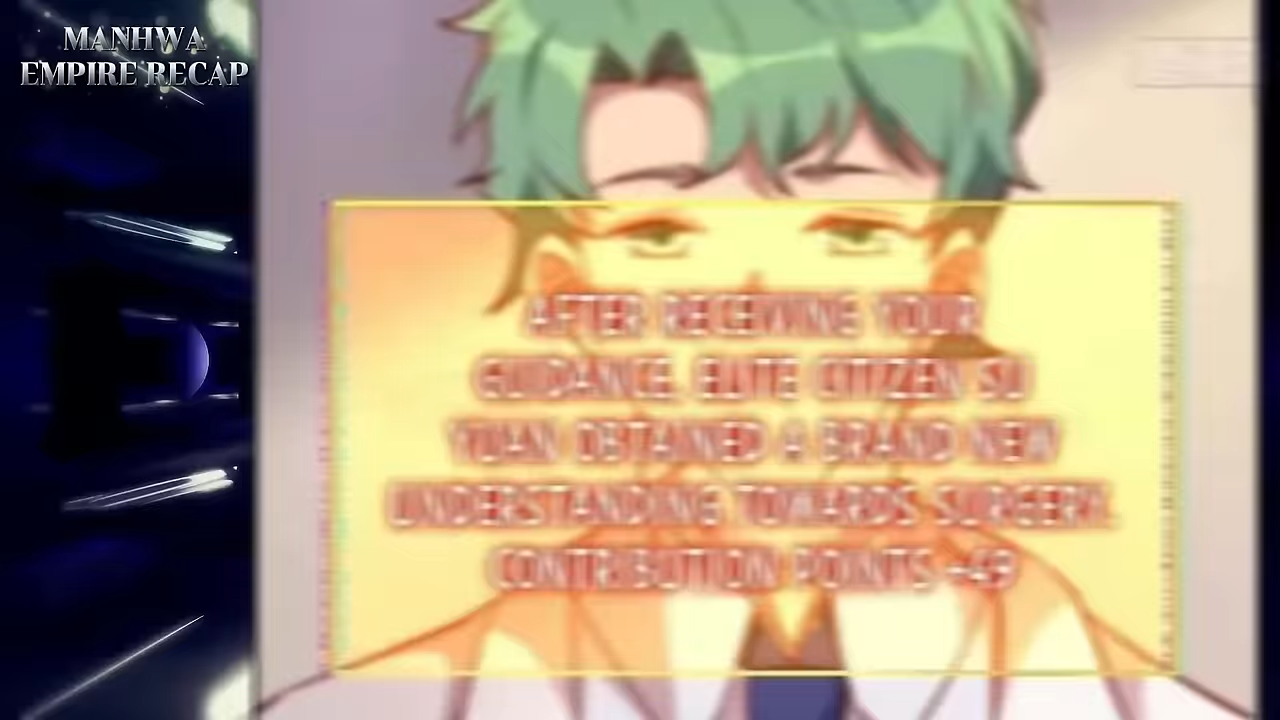 MANHWA
EMPIRE RECAP
AFTER RECEIVING YOUR
GUIDANCE, ELITE CITIZEN SU
YUAN OBTAINED A BRAND NEW
UNDERSTANDING TOWARDS SURGERY.
CONTRIBUTION POINTS +49